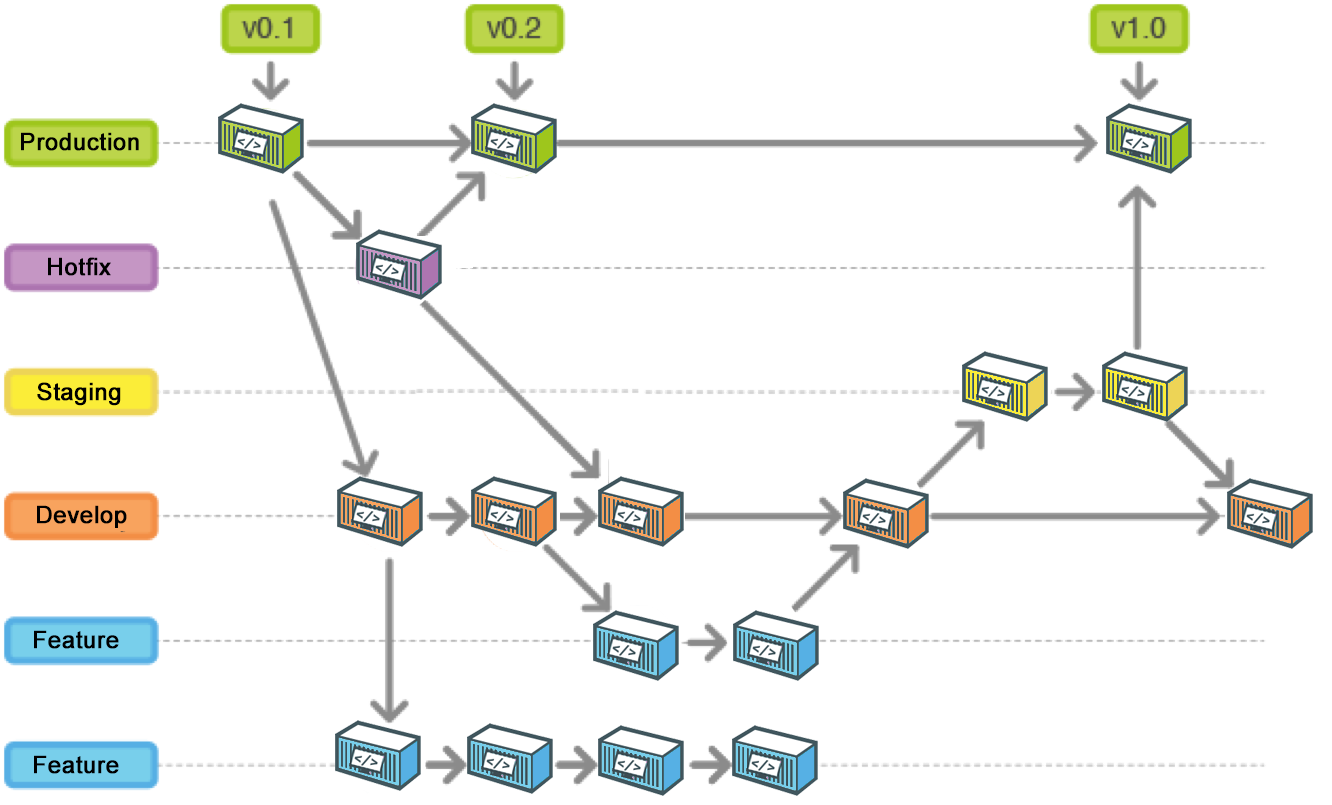 v0.1
v0.2
v1.0
Production
</>
</>
</>
Hotfix
</>
Staging
</>
</>
Develop
</>
</>
</>
</>
</>
Feature
</>
</>
Feature
</>
</>
</>
</>